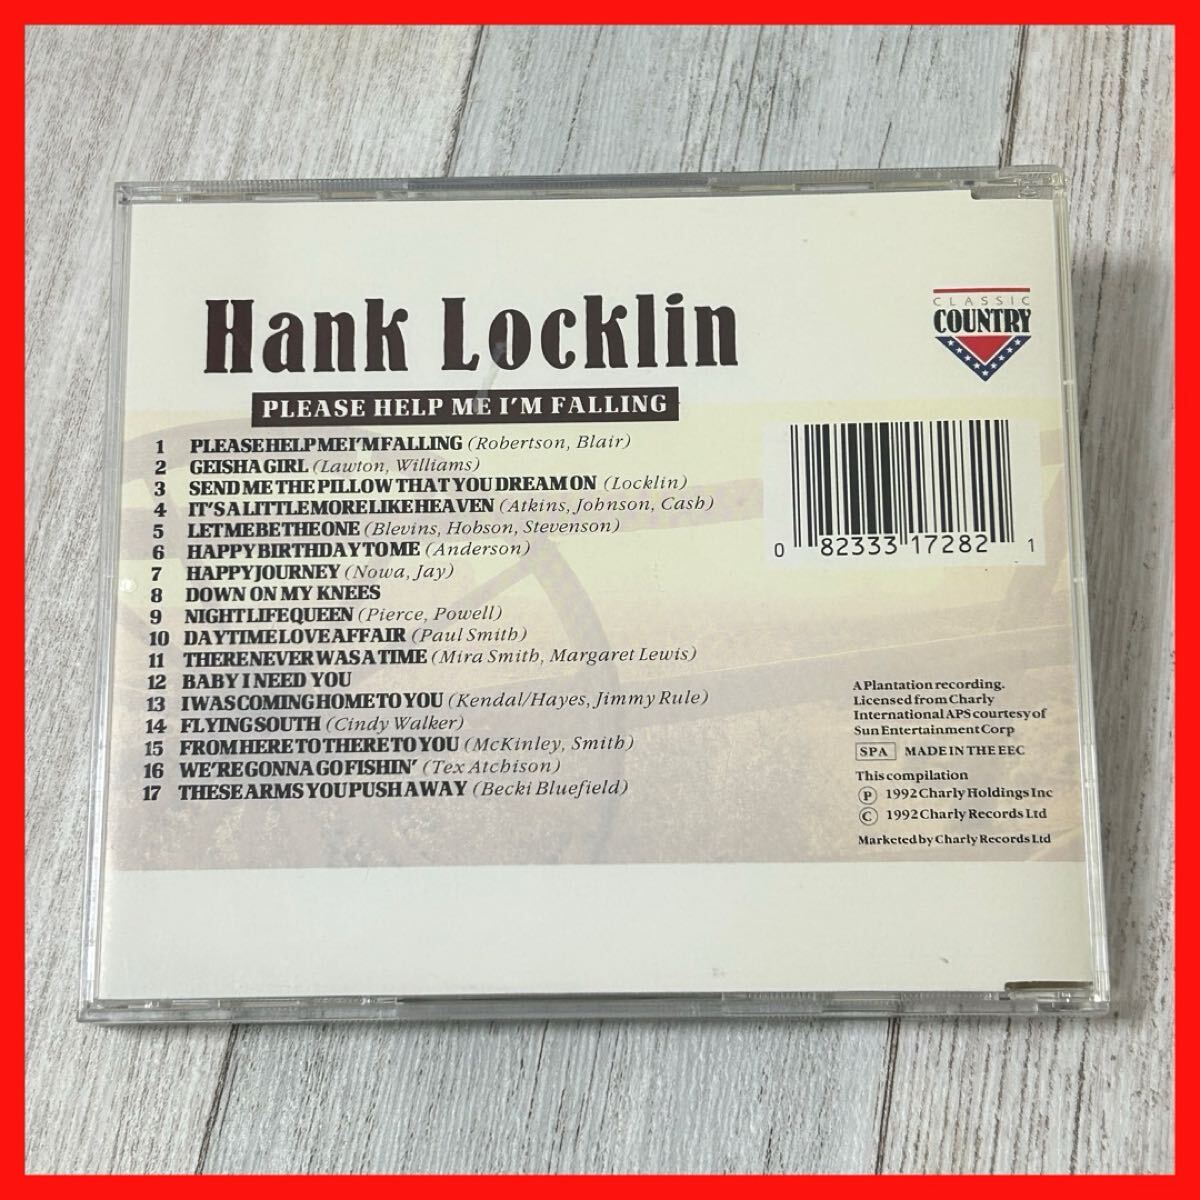 Hank Locklin
PLEASE HELP ME I'M FALLING
CLASSIC
COUNTRY
1 PLEASE HELP ME I'M FALLING (Robertson, Blair)
2 GEISHA GIRL (Lawton, Williams)
3 SEND ME THE PILLOW THAT YOU DREAM ON (Locklin)
4 IT'S A LITTLE MORE LIKE HEAVEN (Atkins, Johnson, Cash)
5 LET ME BE THE ONE (Blevins, Hobson, Stevenson)
6 HAPPY BIRTHDAY TO ME (Anderson)
7 HAPPY JOURNEY (Nowa, Jay)
8 DOWN ON MY KNEES
9 NIGHT LIFE QUEEN (Pierce, Powell)
10 DAYTIME LOVE AFFAIR (Paul Smith)
11 THERE NEVER WAS A TIME (Mira Smith, Margaret Lewis)
12 BABY I NEED YOU
13 I WAS COMING HOME TO YOU (Kendal/Hayes, Jimmy Rule)
14 FLYING SOUTH (Cindy Walker)
15 FROM HERE TO THERE TO YOU (McKinley, Smith)
16 WE'RE GONNA GO FISHIN' (Tex Atchison)
17 THESE ARMS YOU PUSH AWAY (Becki Bluefield)
0 82333 17282 1
A Plantation recording.
Licensed from Charly
International APS courtesy of
Sun Entertainment Corp
SPA MADE IN THE EEC
This compilation
Ⓟ 1992 Charly Holdings Inc
© 1992 Charly Records Ltd
Marketed by Charly Records Ltd